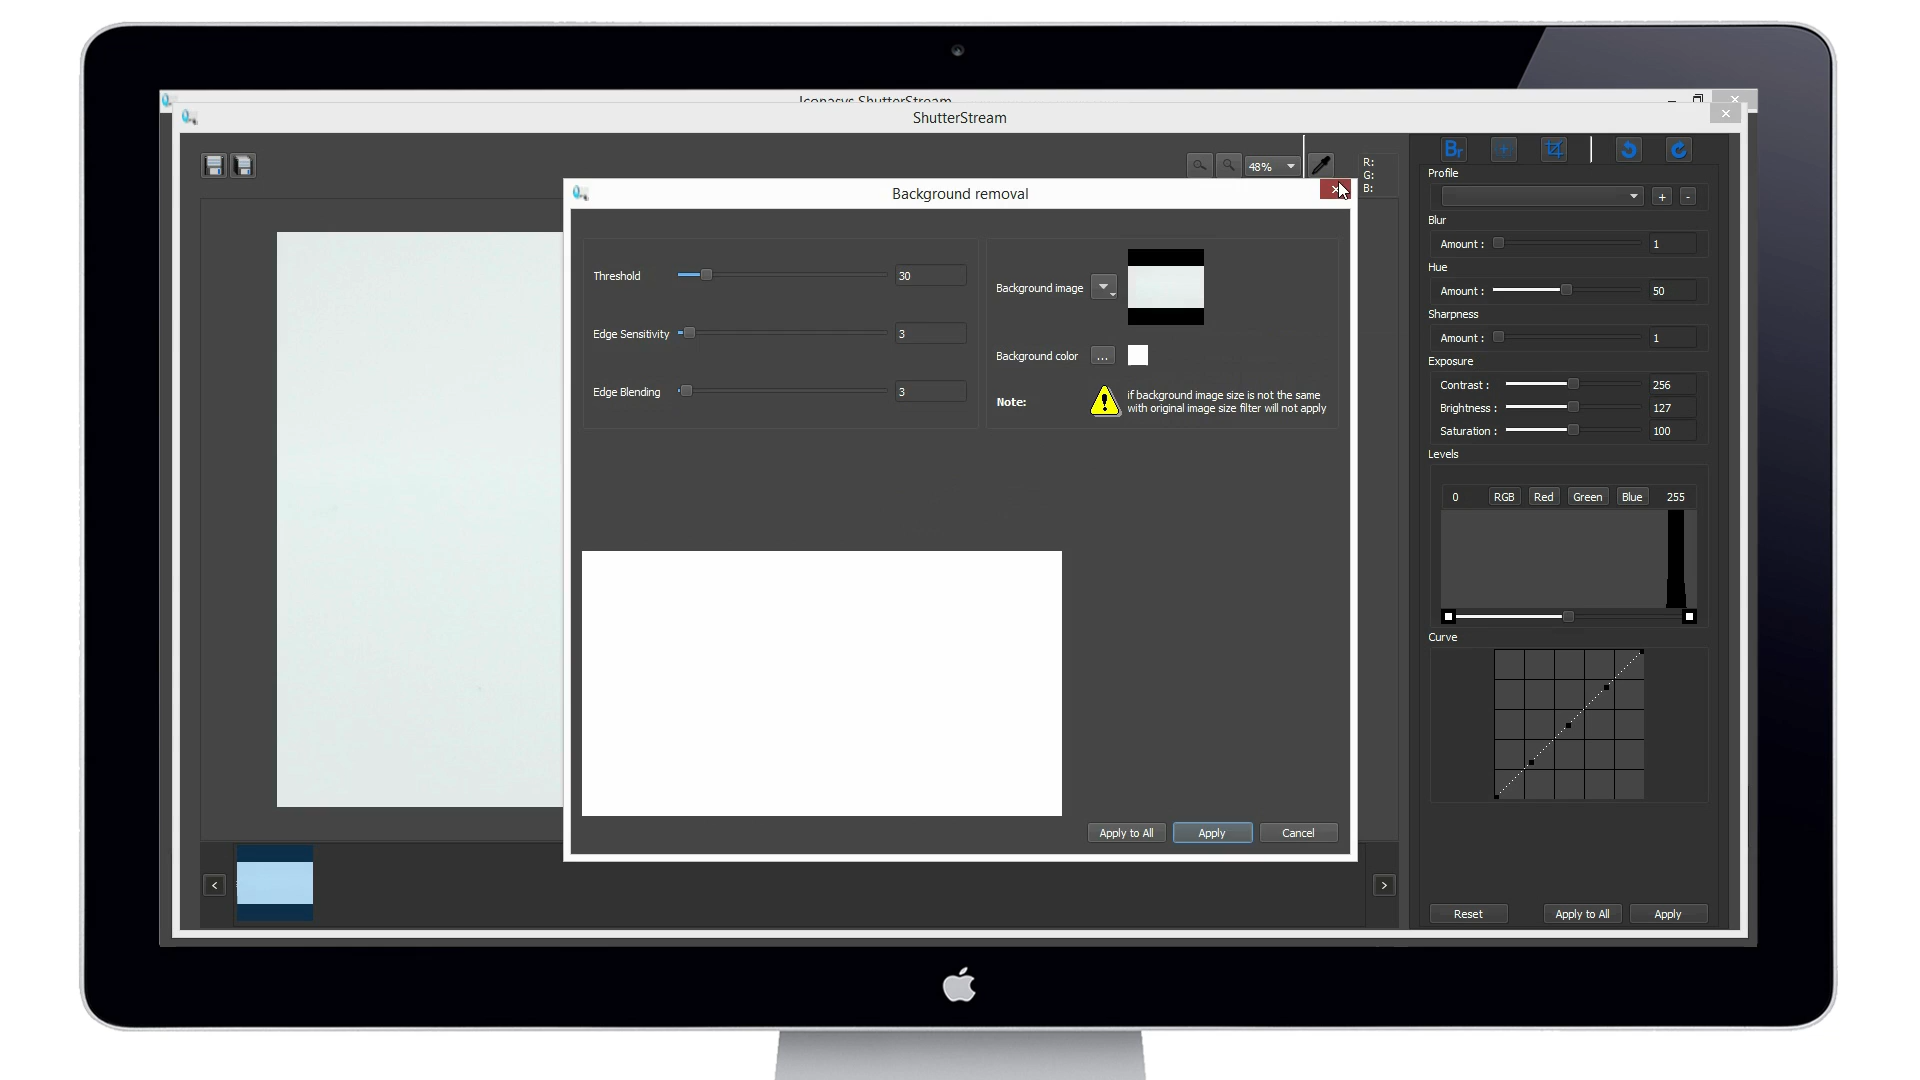 Iconasys ShutterStream
ShutterStream
48%
R:
G:
B:
Br
Profile
+
-
Blur
Amount : 1
Hue
Amount : 50
Sharpness
Amount : 1
Exposure
Contrast : 256
Brightness : 127
Saturation : 100
Levels
0 RGB Red Green Blue 255
Curve
Reset Apply to All Apply
Background removal
Threshold 30
Edge Sensitivity 3
Edge Blending 3
Background image
Background color ...
Note: if background image size is not the same
with original image size filter will not apply
Apply to All Apply Cancel
< >